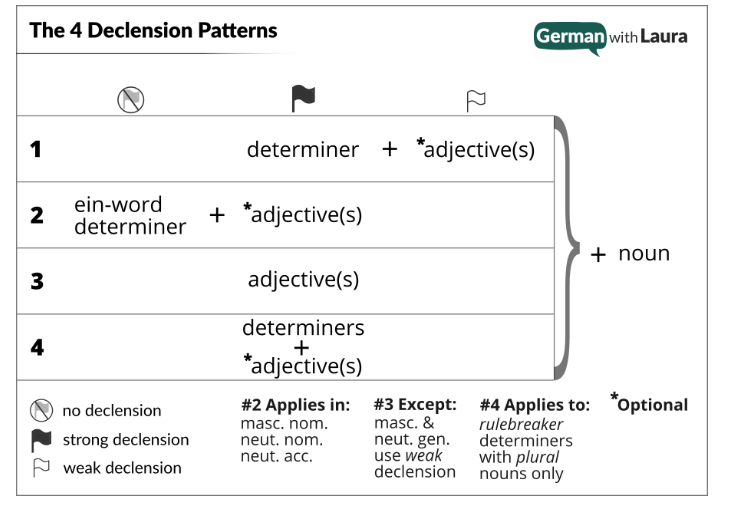 The 4 Declension Patterns
German with Laura
1 determiner + *adjective(s)
2 ein-word determiner + *adjective(s)
3 adjective(s)
4 determiners + *adjective(s)
+ noun
no declension
strong declension
weak declension
#2 Applies in:
masc. nom.
neut. nom.
neut. acc.
#3 Except:
masc. &
neut. gen.
use weak
declension
#4 Applies to:
rulebreaker
determiners
with plural
nouns only
*Optional